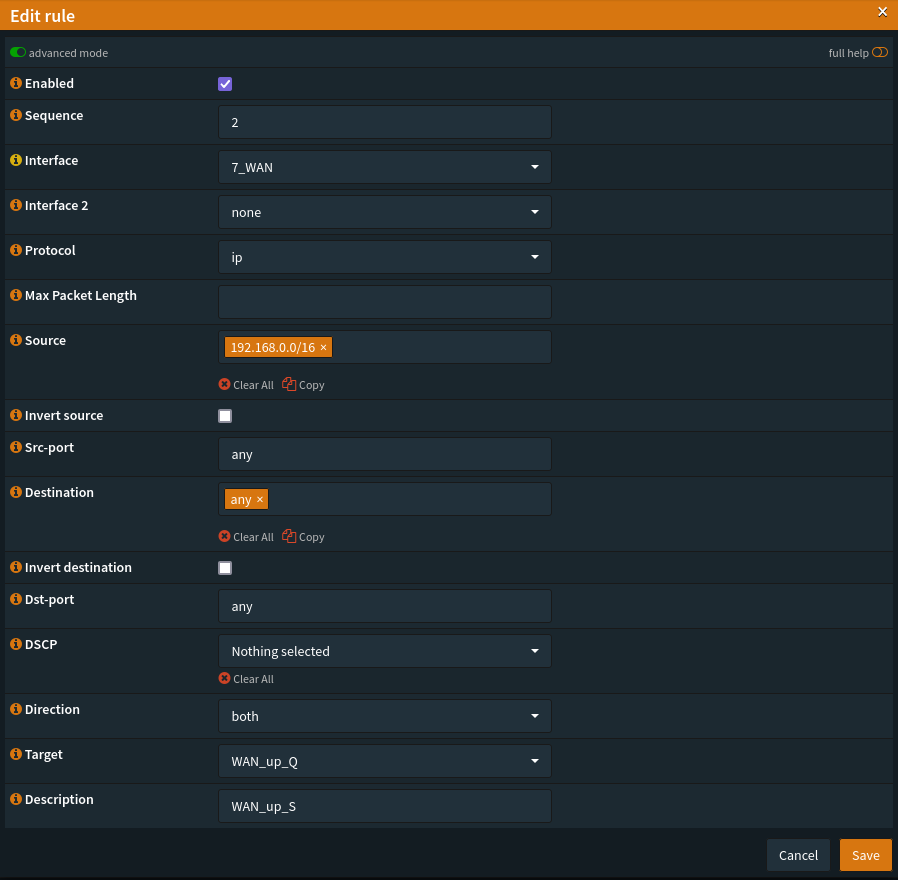 Edit rule ×
advanced mode full help
Enabled
Sequence 2
Interface 7_WAN
Interface 2 none
Protocol ip
Max Packet Length
Source 192.168.0.0/16 ×
Clear All Copy
Invert source
Src-port any
Destination any ×
Clear All Copy
Invert destination
Dst-port any
DSCP Nothing selected
Clear All
Direction both
Target WAN_up_Q
Description WAN_up_S
Cancel Save